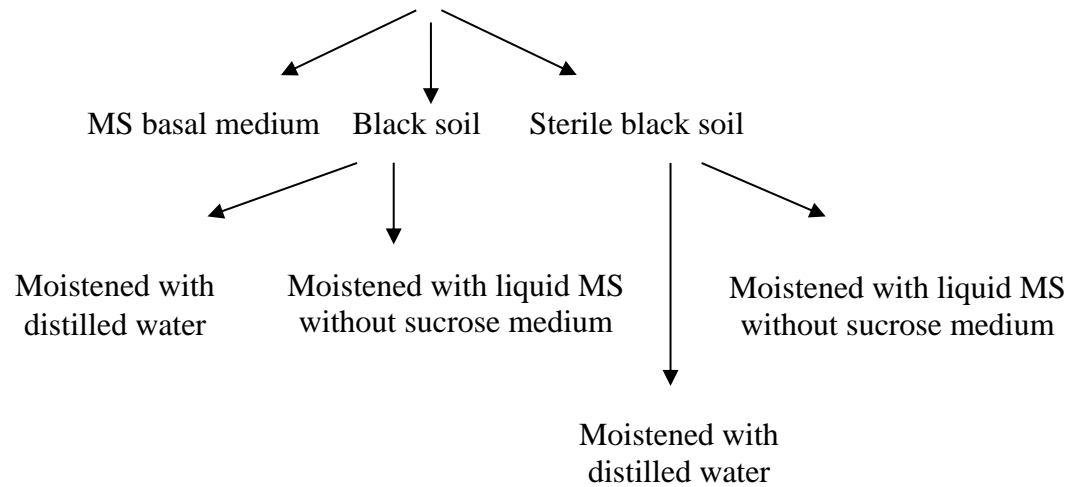 MS basal medium
Black soil
Sterile black soil
Moistened with
distilled water
Moistened with liquid MS
without sucrose medium
Moistened with liquid MS
without sucrose medium
Moistened with
distilled water